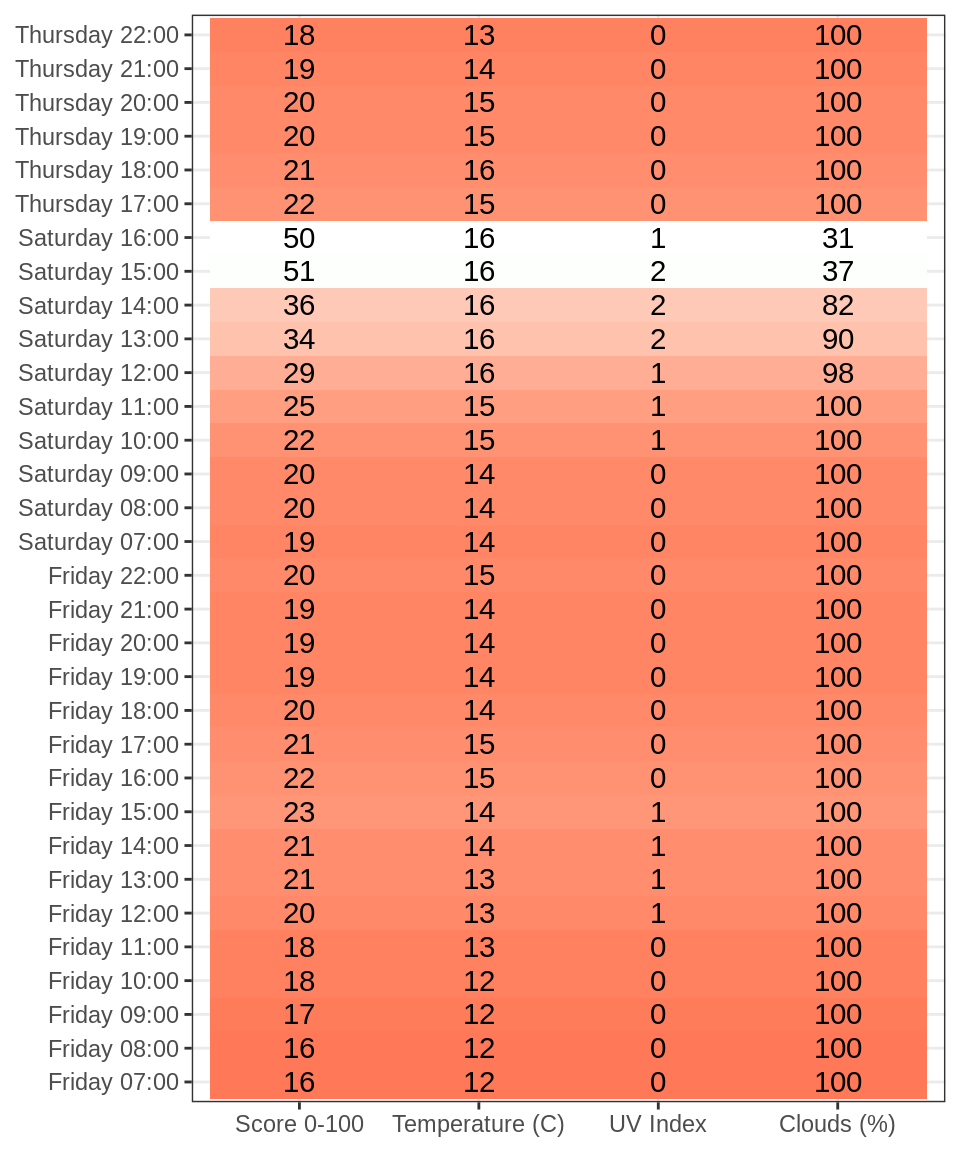 Thursday 22:00 18 13 0 100
Thursday 21:00 19 14 0 100
Thursday 20:00 20 15 0 100
Thursday 19:00 20 15 0 100
Thursday 18:00 21 16 0 100
Thursday 17:00 22 15 0 100
Saturday 16:00 50 16 1 31
Saturday 15:00 51 16 2 37
Saturday 14:00 36 16 2 82
Saturday 13:00 34 16 2 90
Saturday 12:00 29 16 1 98
Saturday 11:00 25 15 1 100
Saturday 10:00 22 15 1 100
Saturday 09:00 20 14 0 100
Saturday 08:00 20 14 0 100
Saturday 07:00 19 14 0 100
Friday 22:00 20 15 0 100
Friday 21:00 19 14 0 100
Friday 20:00 19 14 0 100
Friday 19:00 19 14 0 100
Friday 18:00 20 14 0 100
Friday 17:00 21 15 0 100
Friday 16:00 22 15 0 100
Friday 15:00 23 14 1 100
Friday 14:00 21 14 1 100
Friday 13:00 21 13 1 100
Friday 12:00 20 13 1 100
Friday 11:00 18 13 0 100
Friday 10:00 18 12 0 100
Friday 09:00 17 12 0 100
Friday 08:00 16 12 0 100
Friday 07:00 16 12 0 100
Score 0-100 Temperature (C) UV Index Clouds (%)